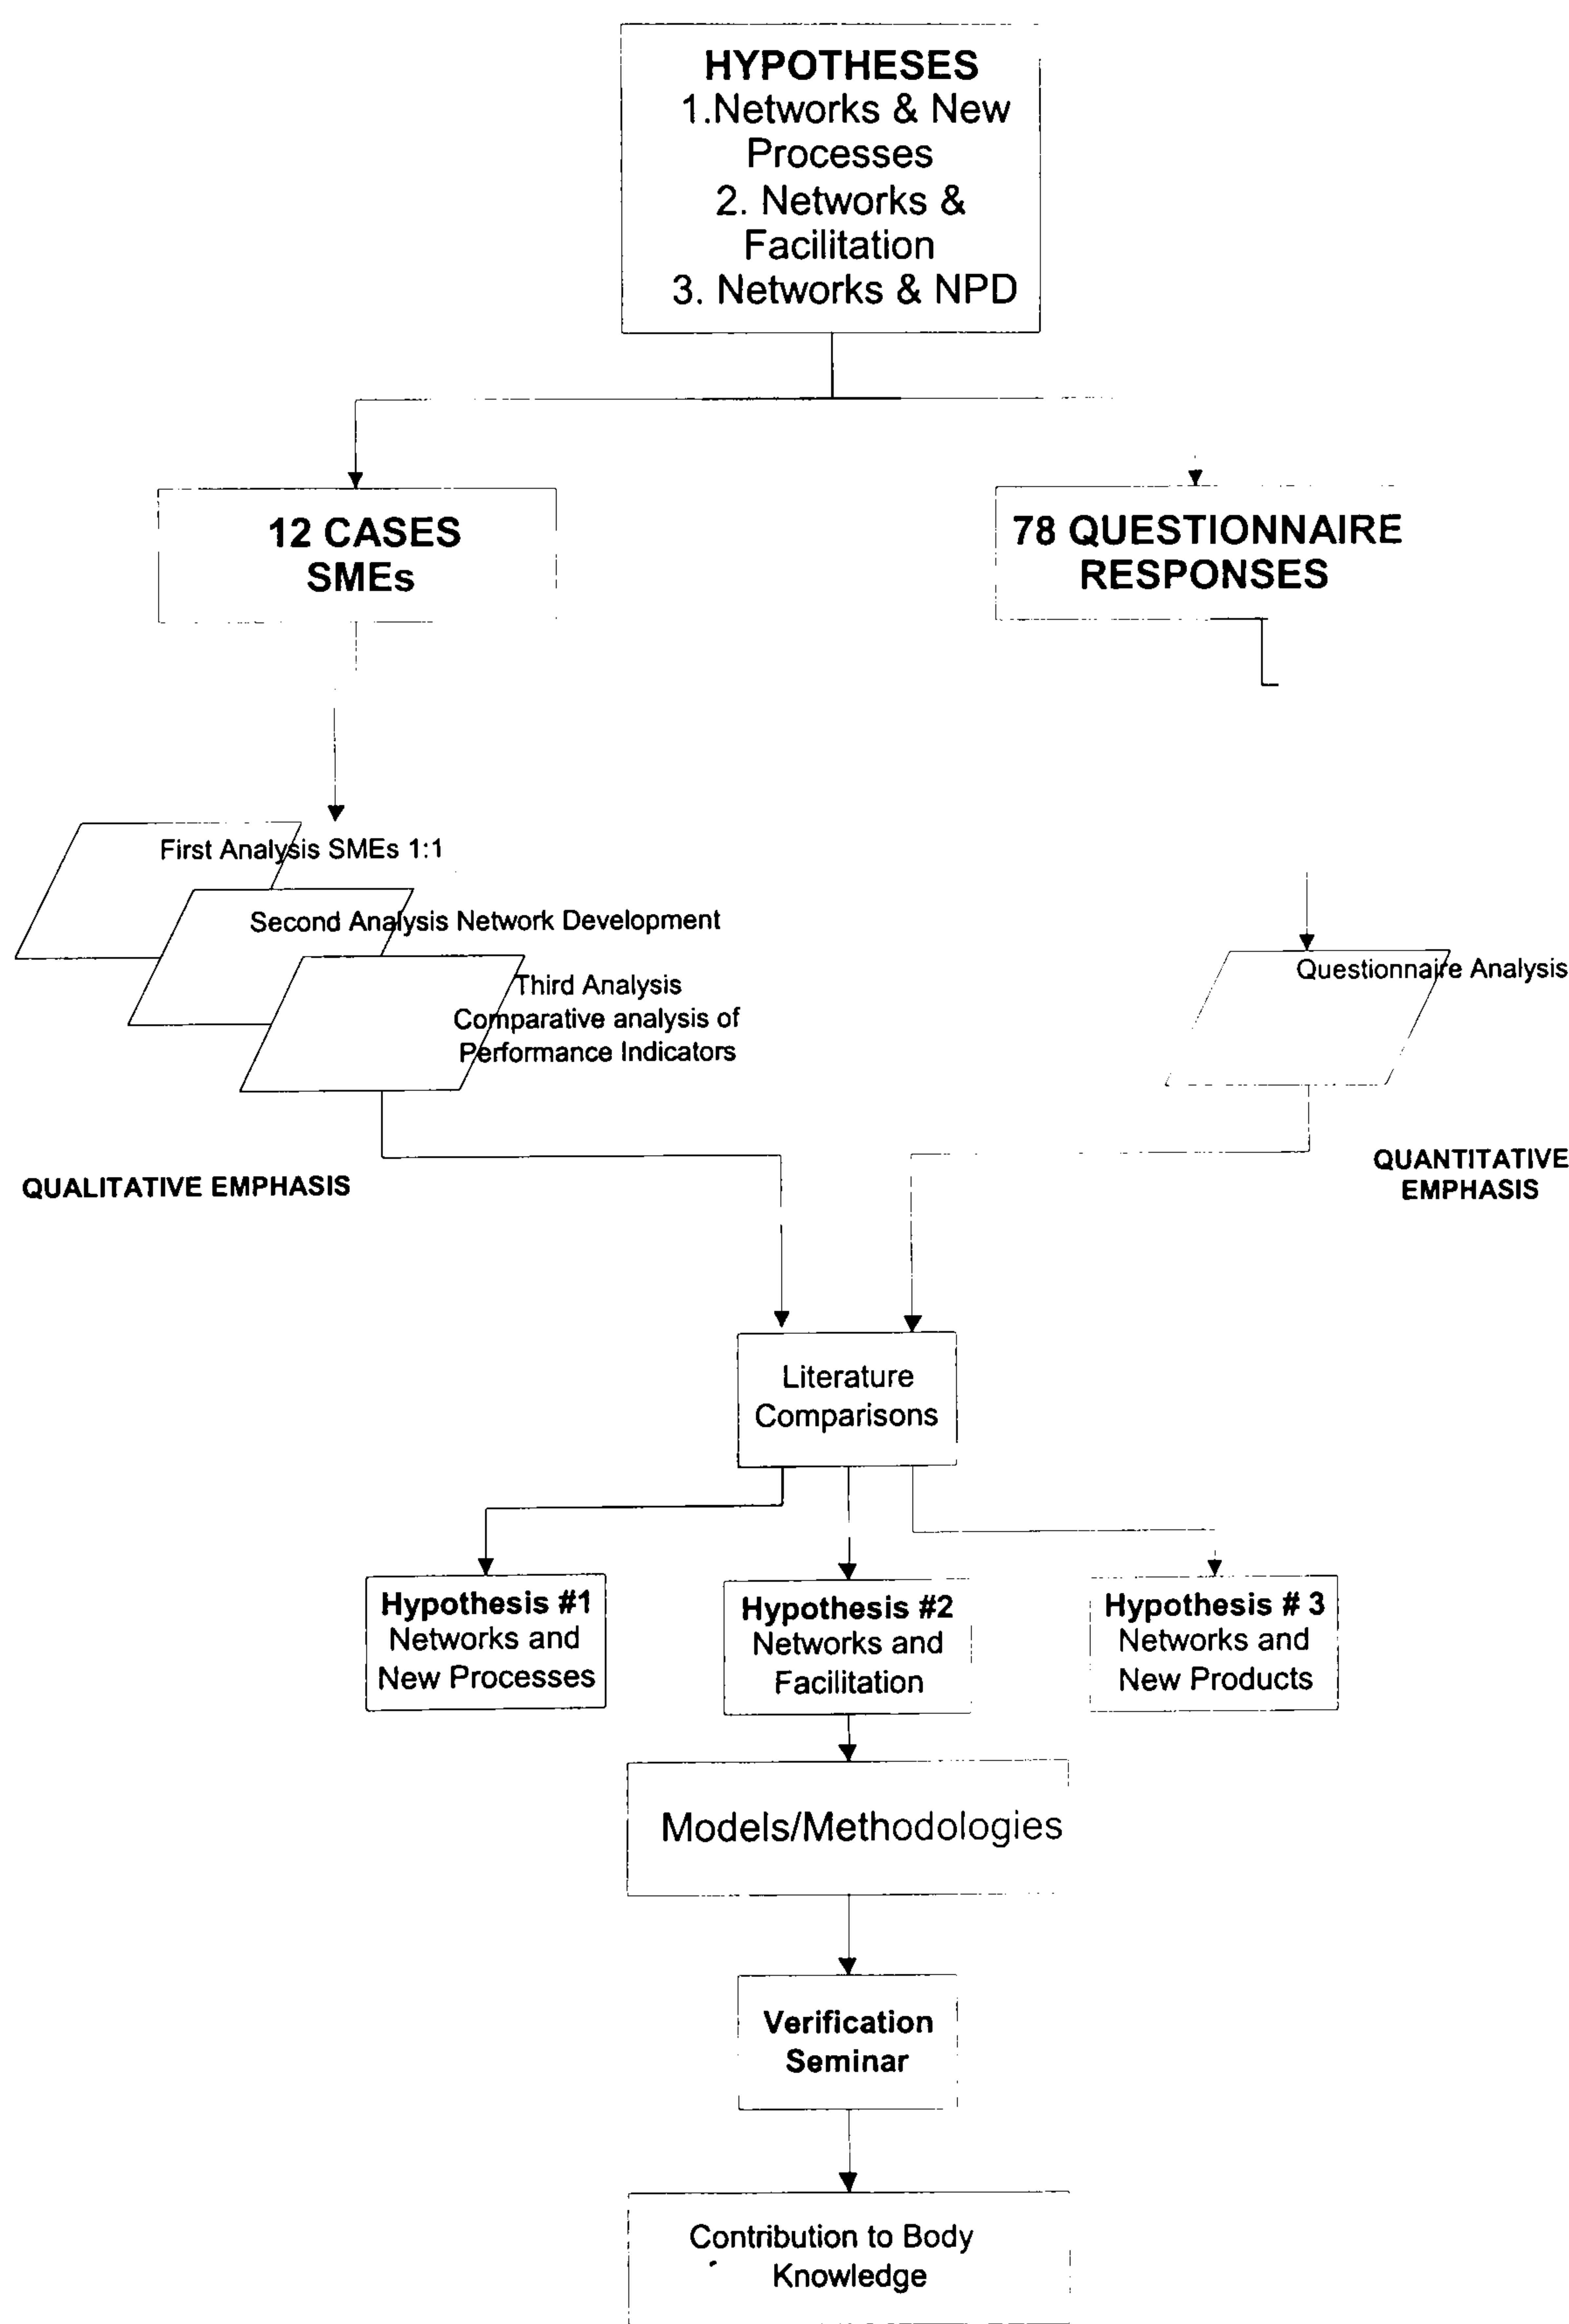 HYPOTHESES
1.Networks & New
Processes
2. Networks &
Facilitation
3. Networks & NPD
12 CASES
SMEs
78 QUESTIONNAIRE
RESPONSES
First Analysis SMEs 1:1
Second Analysis Network Development
Third Analysis
Comparative analysis of
Performance Indicators
Questionnaire Analysis
QUALITATIVE EMPHASIS
QUANTITATIVE
EMPHASIS
Literature
Comparisons
Hypothesis #1
Networks and
New Processes
Hypothesis #2
Networks and
Facilitation
Hypothesis # 3
Networks and
New Products
Models/Methodologies
Verification
Seminar
Contribution to Body
Knowledge